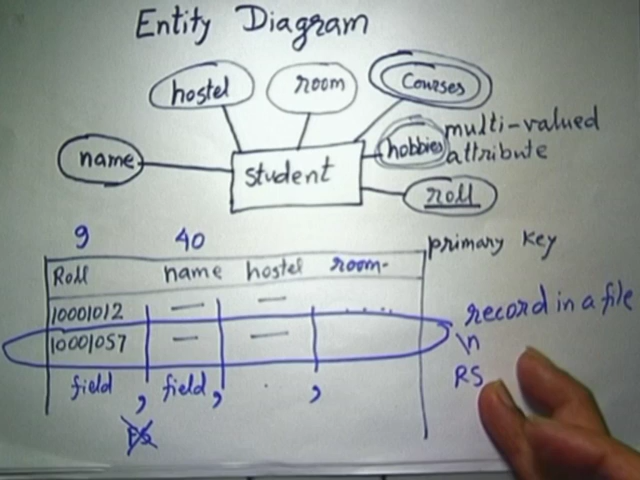 Entity Diagram
hostel
room
Courses
name
student
hobbies
multi-valued
attribute
roll
primary key
9 40
Roll name hostel room
10001012 — — ....
10001057 — —
record in a file
\n
RS
field , field , . ,
FS